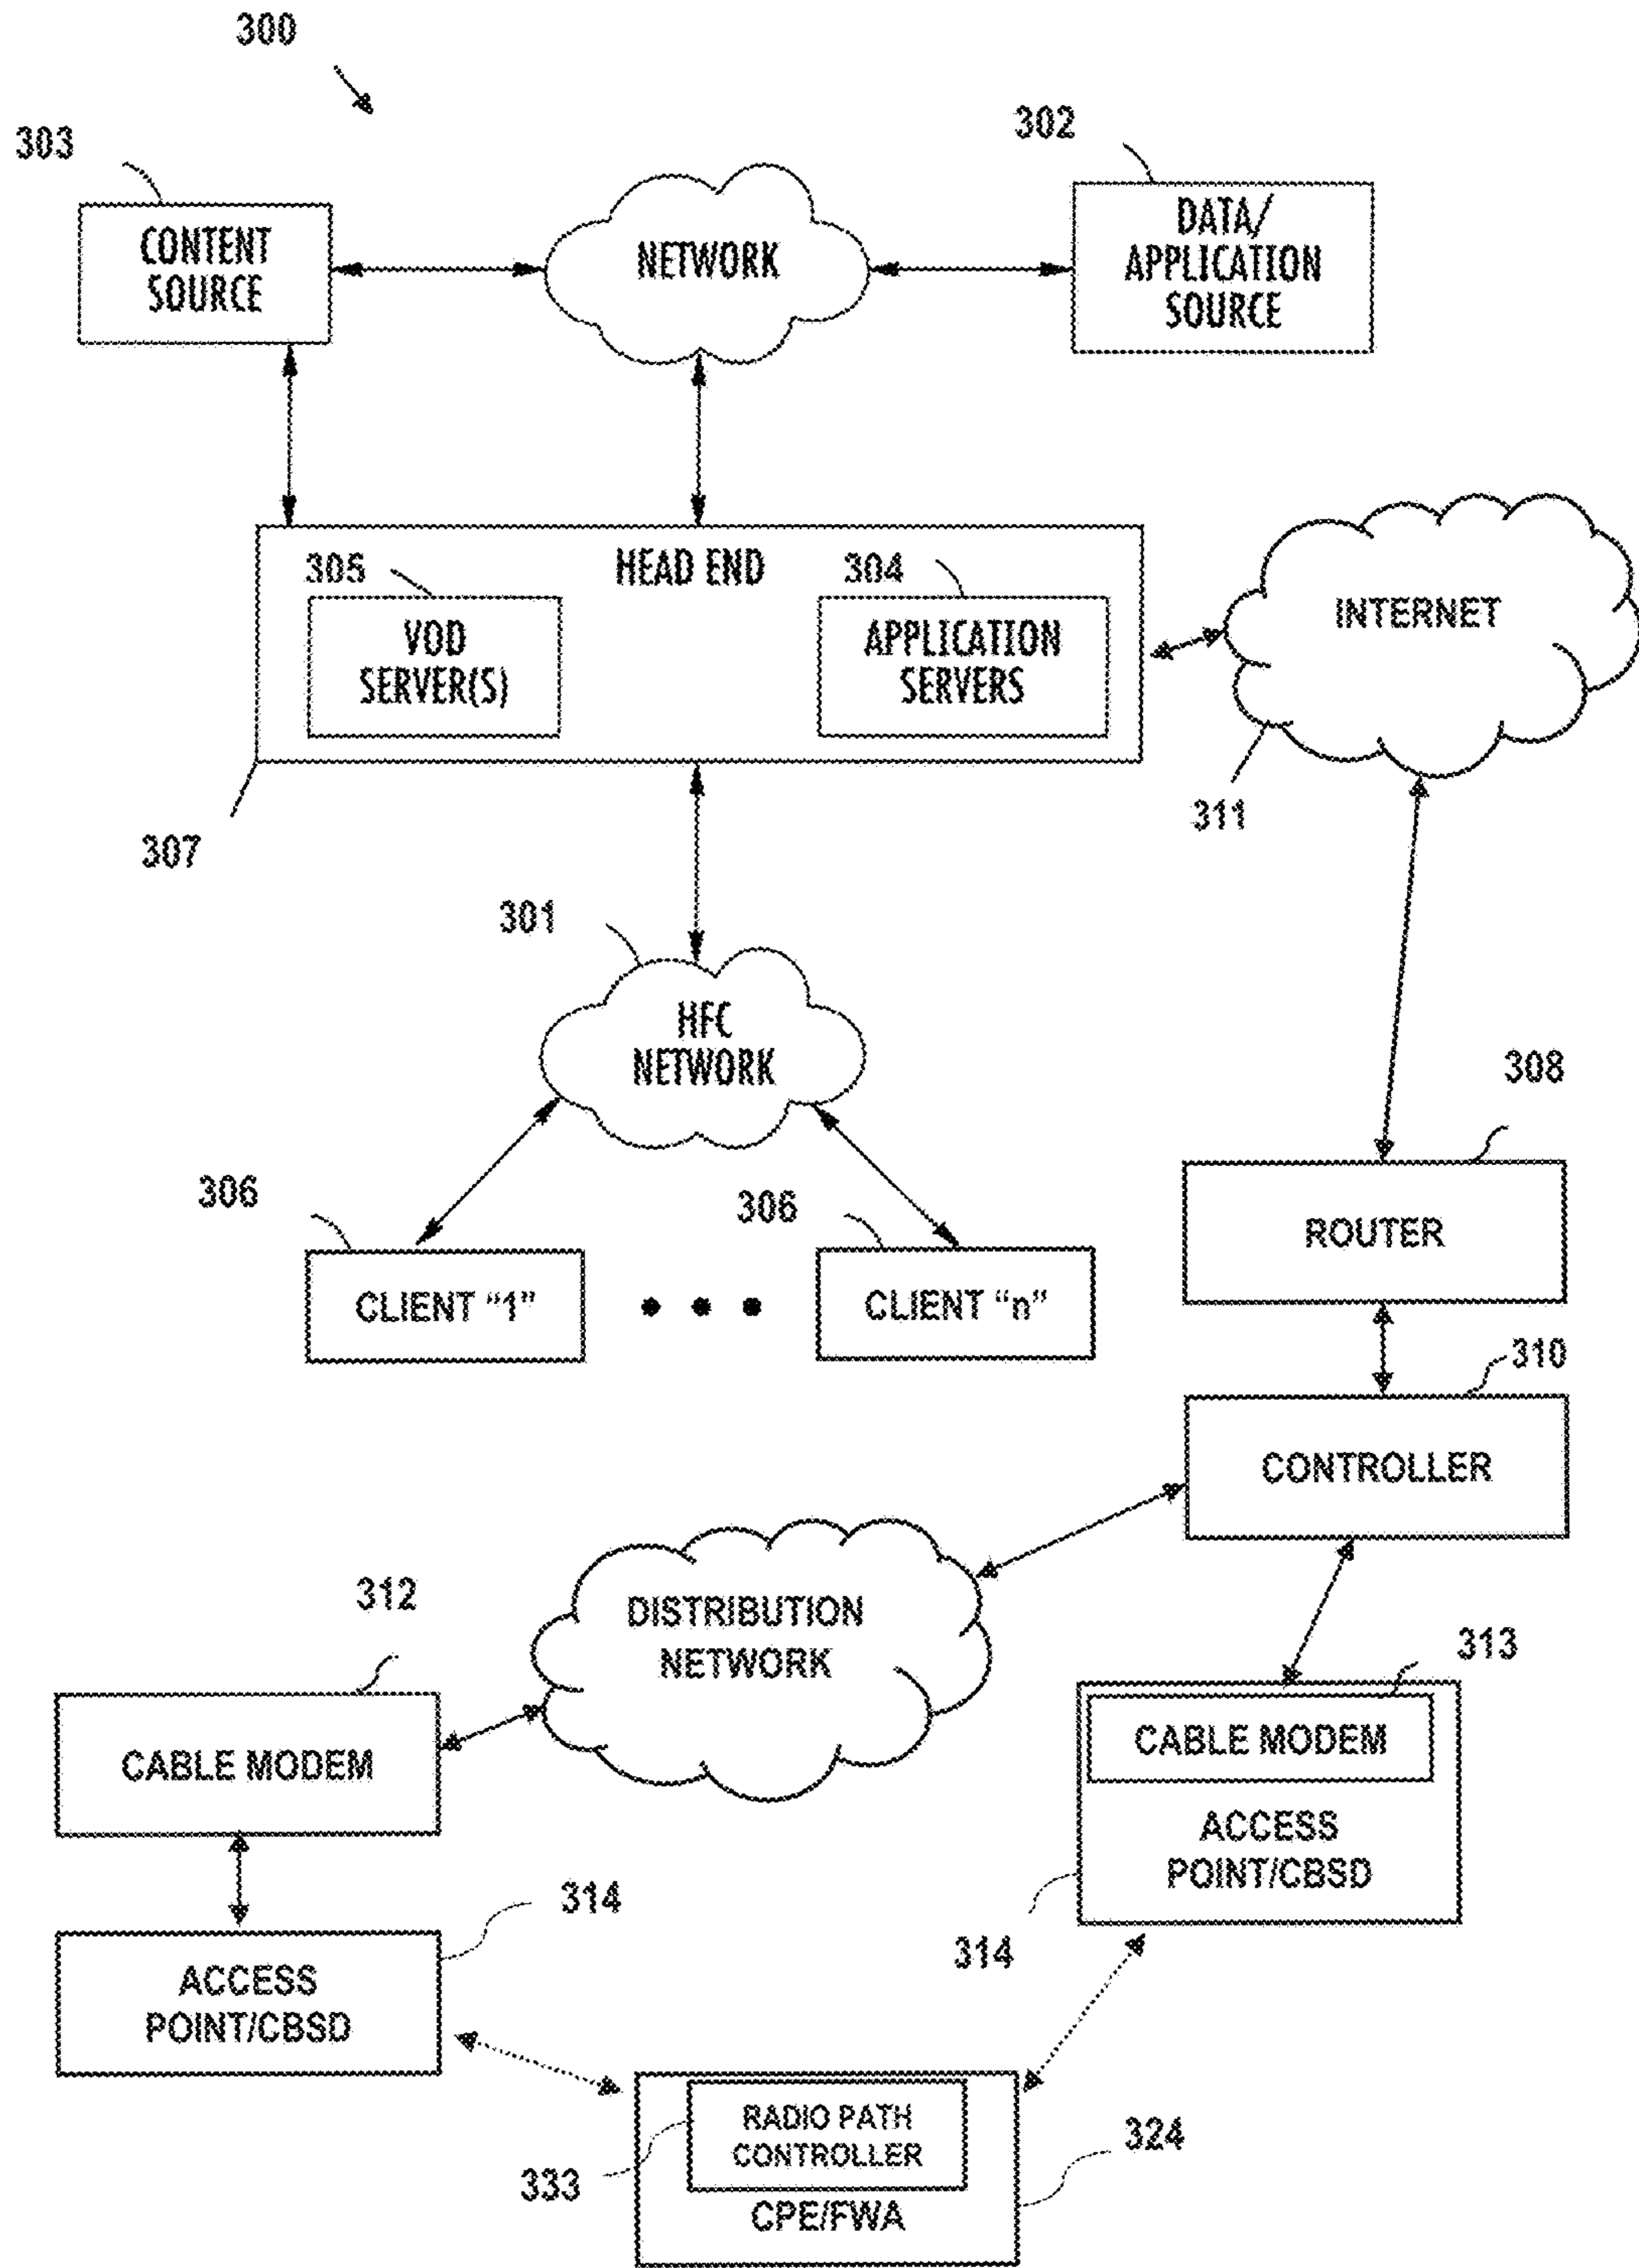 300
303
302
CONTENT
SOURCE
NETWORK
DATA/
APPLICATION
SOURCE
HEAD END
305
304
VOD
SERVER(S)
APPLICATION
SERVERS
INTERNET
307
311
301
HFC
NETWORK
308
306
306
ROUTER
CLIENT "1"
CLIENT "n"
310
CONTROLLER
312
DISTRIBUTION
NETWORK
313
CABLE MODEM
CABLE MODEM
ACCESS
POINT/CBSD
314
314
ACCESS
POINT/CBSD
RADIO PATH
CONTROLLER
324
333
CPE/FWA